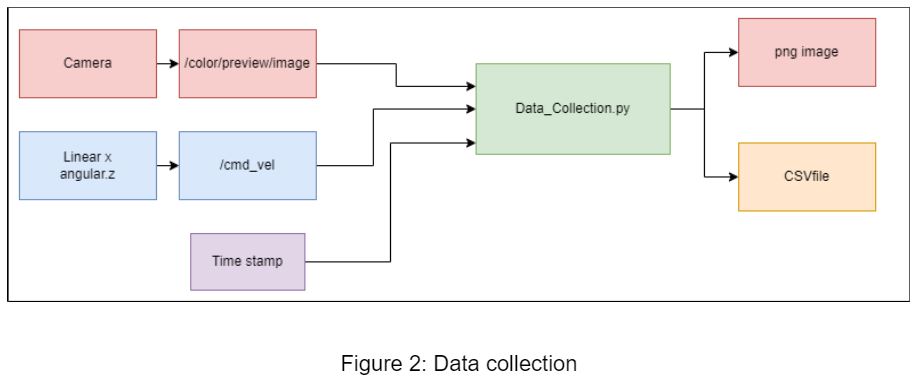 Camera
/color/preview/image
Linear x
angular.z
/cmd_vel
Time stamp
Data_Collection.py
png image
CSVfile
Figure 2: Data collection